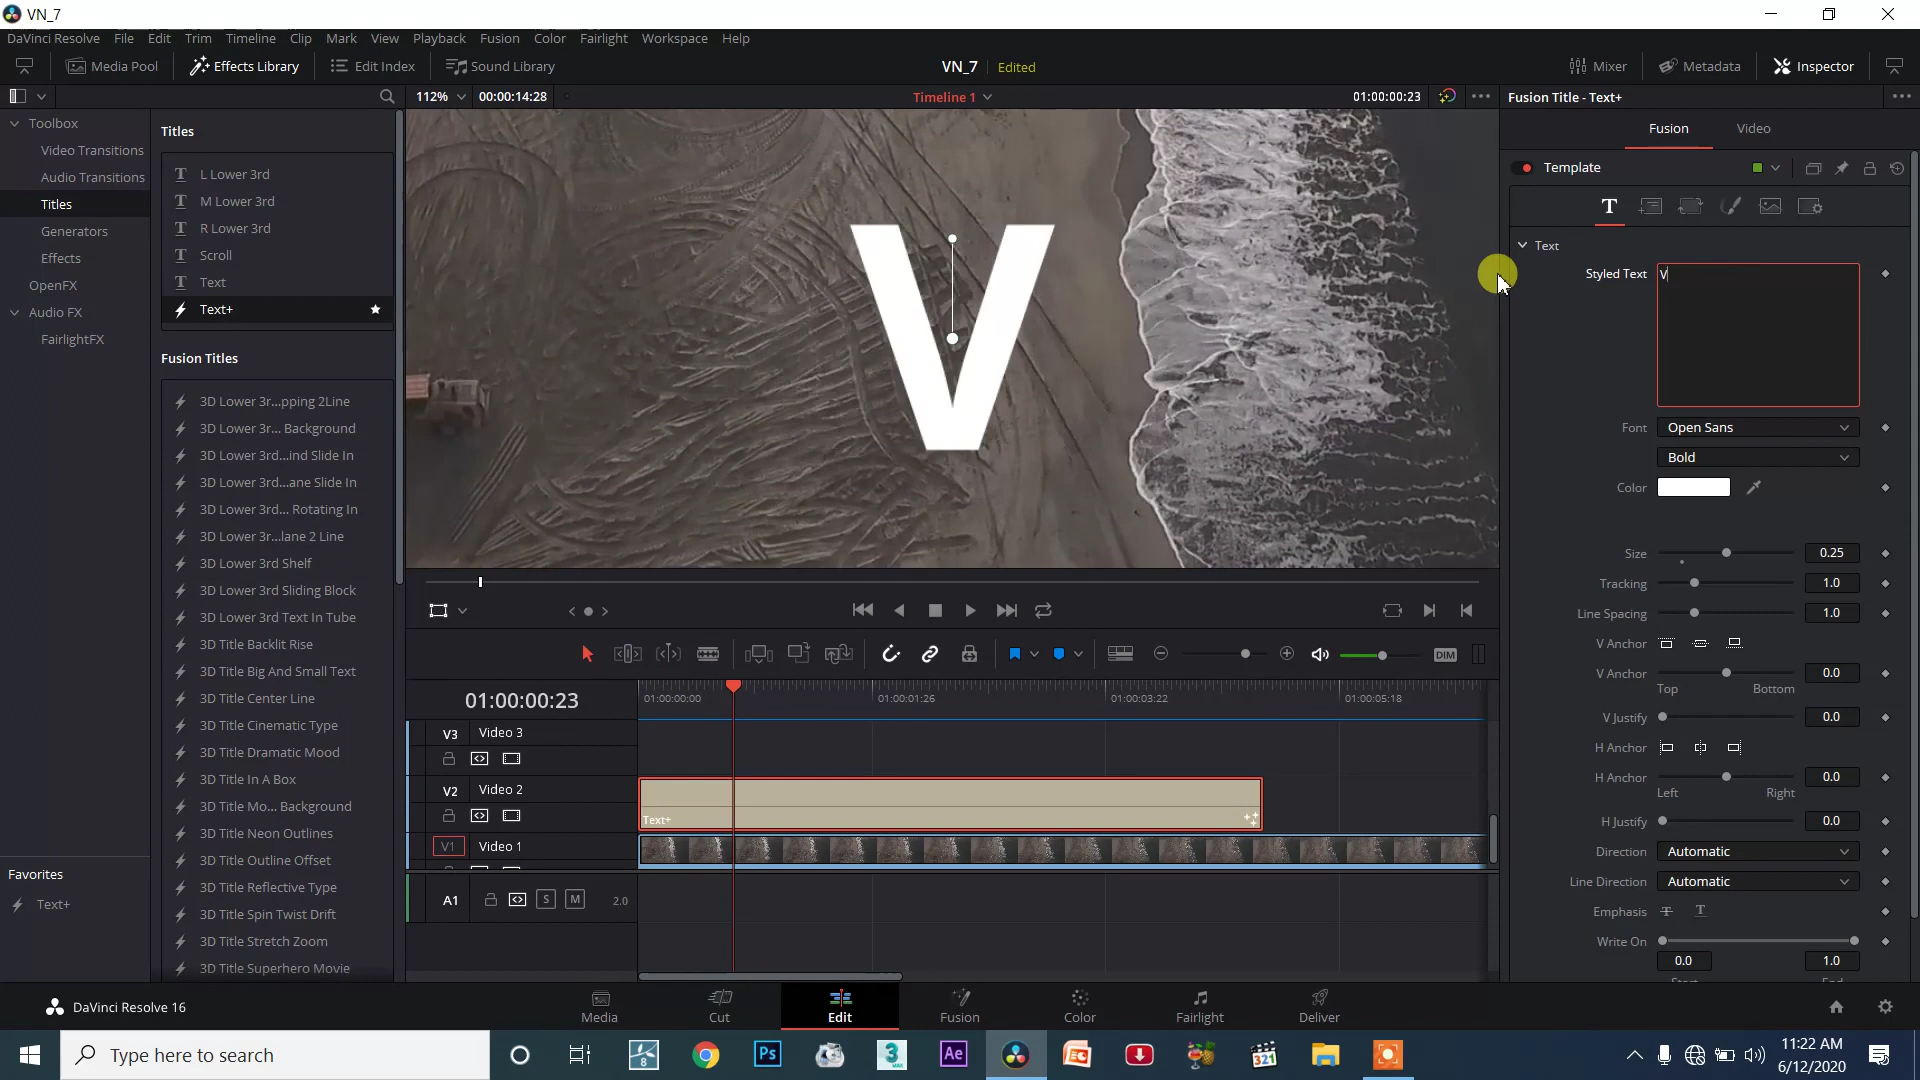 VN_7
DaVinci Resolve File Edit Trim Timeline Clip Mark View Playback Fusion Color Fairlight Workspace Help
Media Pool Effects Library Edit Index Sound Library VN_7 Edited Mixer Metadata Inspector
112% 00:00:14:28 Timeline 1 01:00:00:23 Fusion Title - Text+
Toolbox
Video Transitions
Audio Transitions
Titles
Generators
Effects
OpenFX
Audio FX
FairlightFX
Favorites
Text+
Titles
L Lower 3rd
M Lower 3rd
R Lower 3rd
Scroll
Text
Text+
Fusion Titles
3D Lower 3r...pping 2Line
3D Lower 3r... Background
3D Lower 3rd...ind Slide In
3D Lower 3rd...ane Slide In
3D Lower 3rd... Rotating In
3D Lower 3r...lane 2 Line
3D Lower 3rd Shelf
3D Lower 3rd Sliding Block
3D Lower 3rd Text In Tube
3D Title Backlit Rise
3D Title Big And Small Text
3D Title Center Line
3D Title Cinematic Type
3D Title Dramatic Mood
3D Title In A Box
3D Title Mo... Background
3D Title Neon Outlines
3D Title Outline Offset
3D Title Reflective Type
3D Title Spin Twist Drift
3D Title Stretch Zoom
3D Title Superhero Movie
V
DIM
01:00:00:23 01:00:00:00 01:00:01:26 01:00:03:22 01:00:05:18
V3 Video 3
V2 Video 2
Text+
V1 Video 1
A1 S M 2.0
Fusion Video
Template
T
Text
Styled Text V
Font Open Sans
Bold
Color
Size 0.25
Tracking 1.0
Line Spacing 1.0
V Anchor
V Anchor 0.0
Top Bottom
V Justify 0.0
H Anchor
H Anchor 0.0
Left Right
H Justify 0.0
Direction Automatic
Line Direction Automatic
Emphasis T T
Write On
0.0 1.0
DaVinci Resolve 16 Media Cut Edit Fusion Color Fairlight Deliver
Type here to search
8 Ps 3 Ae 321
11:22 AM
6/12/2020